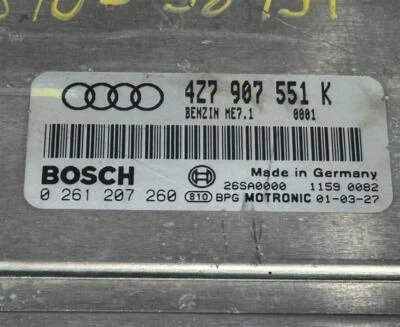 4Z7 907 551 K
BENZIN ME7.1 0001
BOSCH
Made in Germany
26SA0000 1159 0082
0 261 207 260 810 BPG MOTRONIC 01-03-27